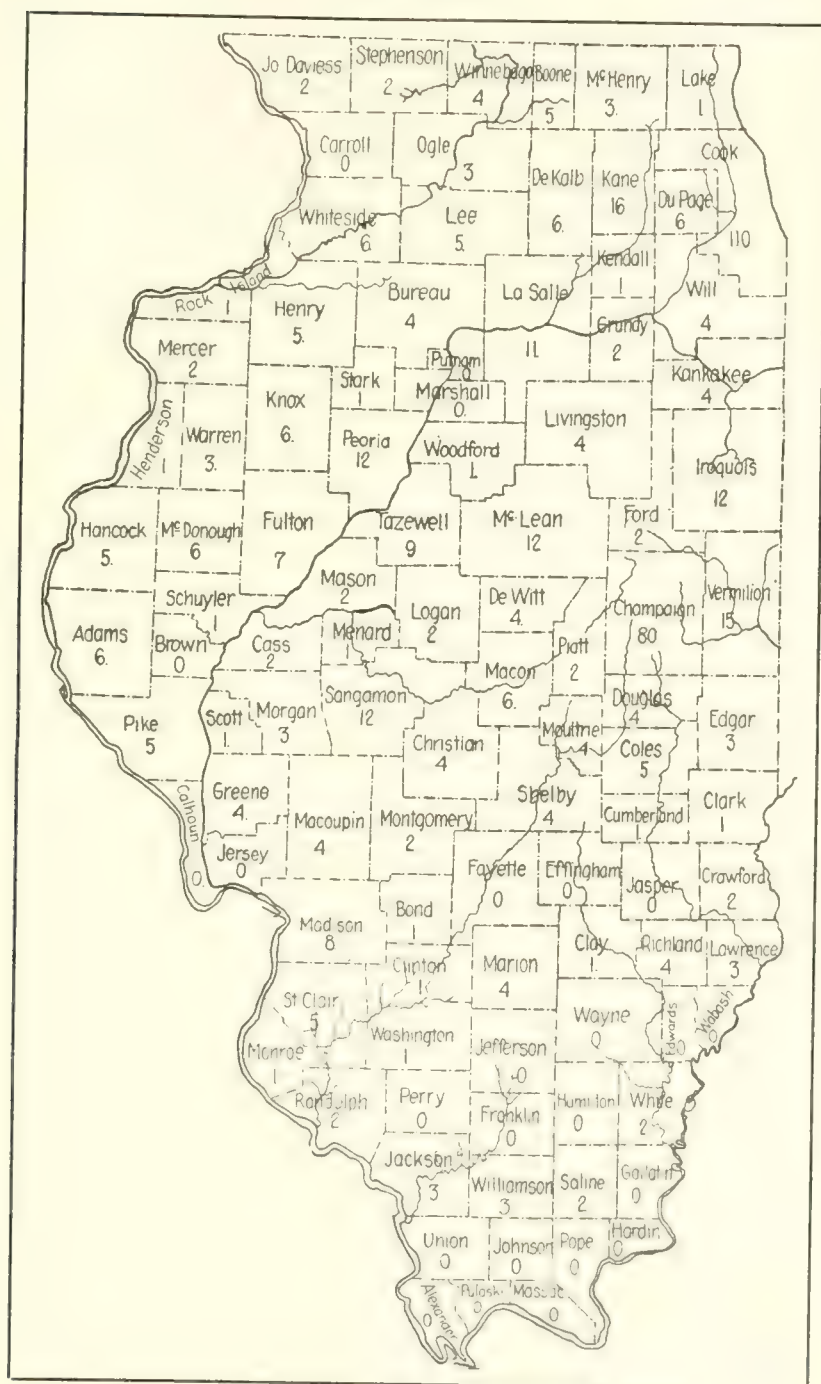 Jo Daviess
2
Stephenson
2
Winnebago
4
Boone
5
McHenry
3.
Lake
1
Carroll
0
Ogle
3
DeKalb
6.
Kane
16
Cook
110
Du Page
6
Whiteside
6.
Lee
5.
Kendall
1
Rock Island
1
Henry
5.
Bureau
4
La Salle
11.
Grundy
2
Will
4
Mercer
2
Putnam
0
Kankakee
4
Stark
1
Marshall
0.
Henderson
1
Warren
3.
Knox
6.
Peoria
12
Woodford
1.
Livingston
4
Iroquois
12
Hancock
5.
McDonough
6
Fulton
7
Tazewell
9
McLean
12
Ford
2
Mason
2
Schuyler
1
Adams
6.
Brown
0
Cass
2
Menard
1
Logan
2
De Witt
4.
Piatt
2
Champaign
80
Vermilion
15
Macon
6.
Pike
5
Scott
1.
Morgan
3
Sangamon
12
Christian
4
Moultrie
4
Douglas
4
Coles
5
Edgar
3
Calhoun
0.
Greene
4.
Jersey
0
Macoupin
4
Montgomery
2
Shelby
4
Cumberland
1
Clark
1
Fayette
0
Effingham
0
Jasper
0
Crawford
2
Madison
8
Bond
1
Clinton
1
Marion
4
Clay
1.
Richland
4
Lawrence
3
St Clair
5
Monroe
1
Washington
1
Jefferson
0
Wayne
0
Edwards
0
Wabash
0
Randolph
2
Perry
0
Franklin
0
Hamilton
0
White
2
Jackson
3
Williamson
3
Saline
2
Gallatin
0
Union
0
Johnson
0
Pope
0
Hardin
0
Alexander
0
Pulaski
0
Massac
0